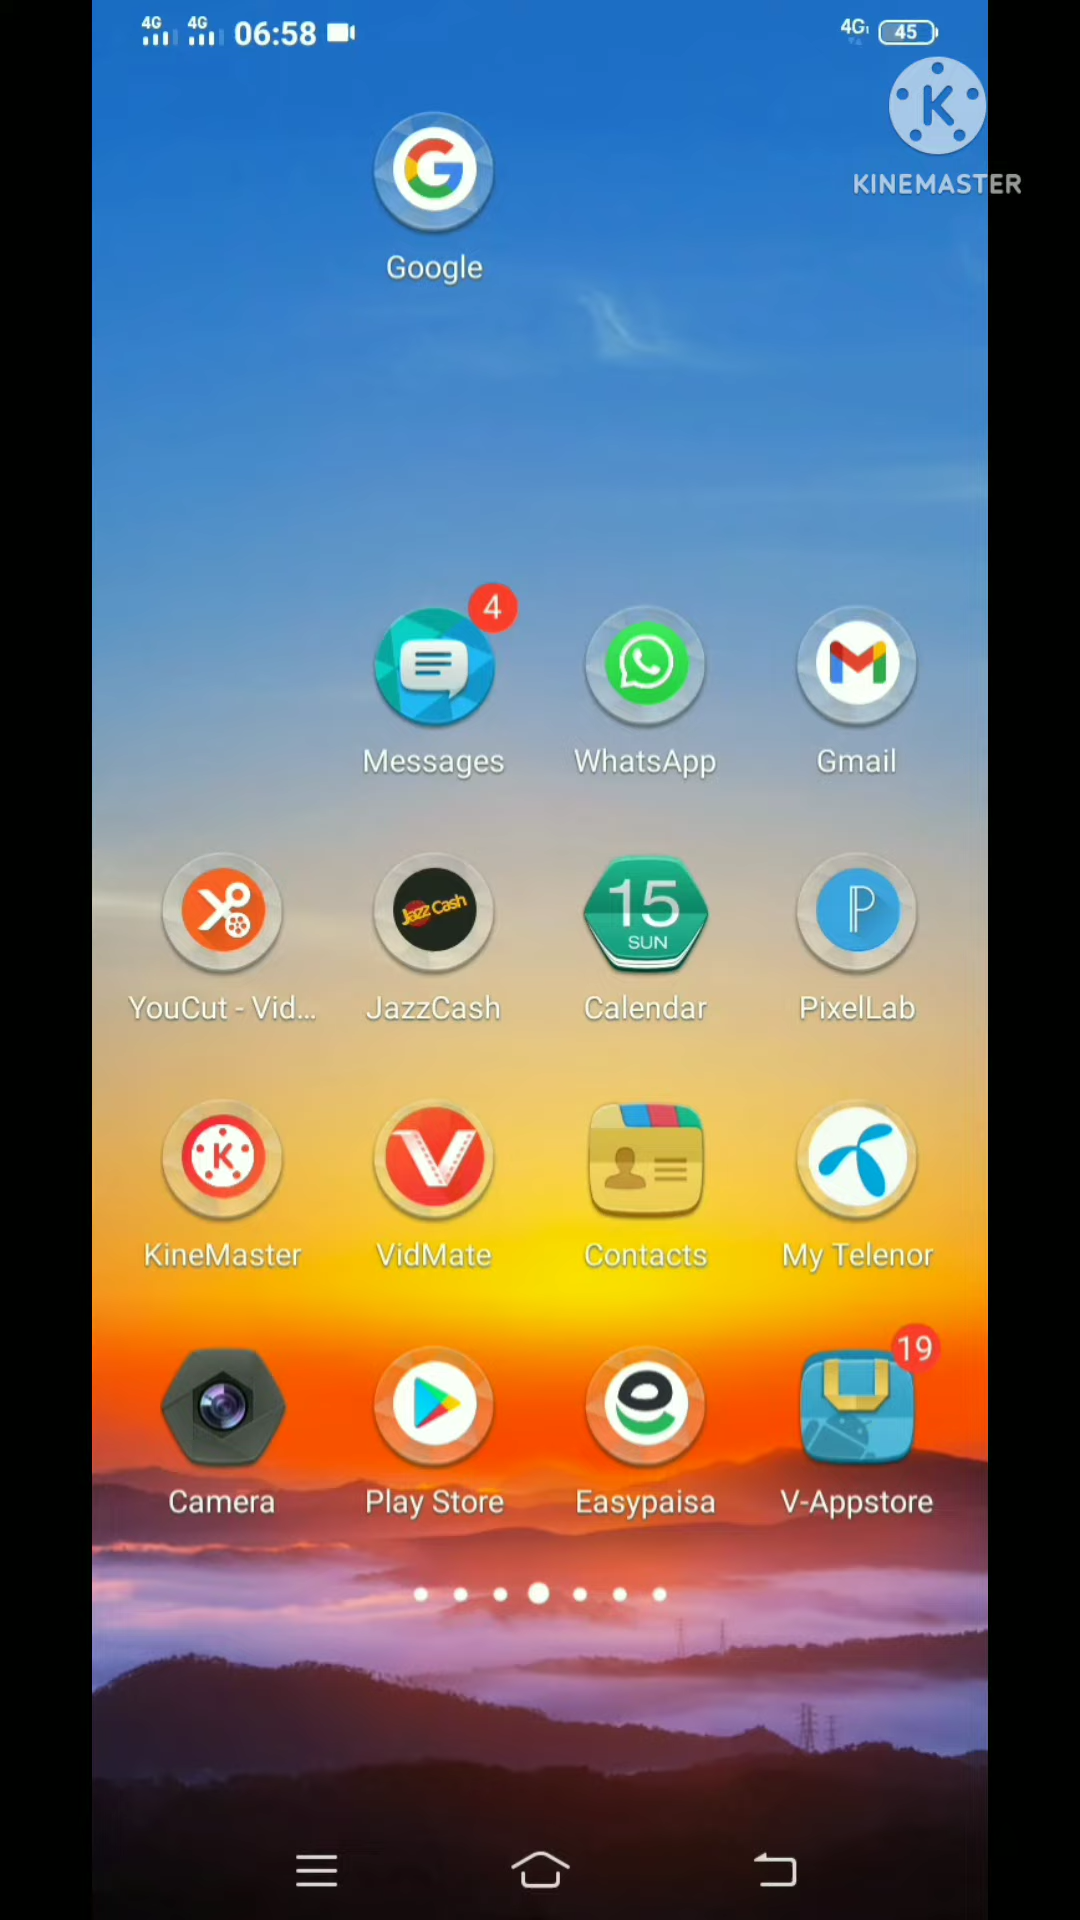 4G 4G 06:58
4G 45
K
KINEMASTER
G
Google
4
Messages WhatsApp Gmail
Jazz Cash
15
SUN
P
YouCut - Vid... JazzCash Calendar PixelLab
K
KineMaster VidMate Contacts My Telenor
19
Camera Play Store Easypaisa V-Appstore